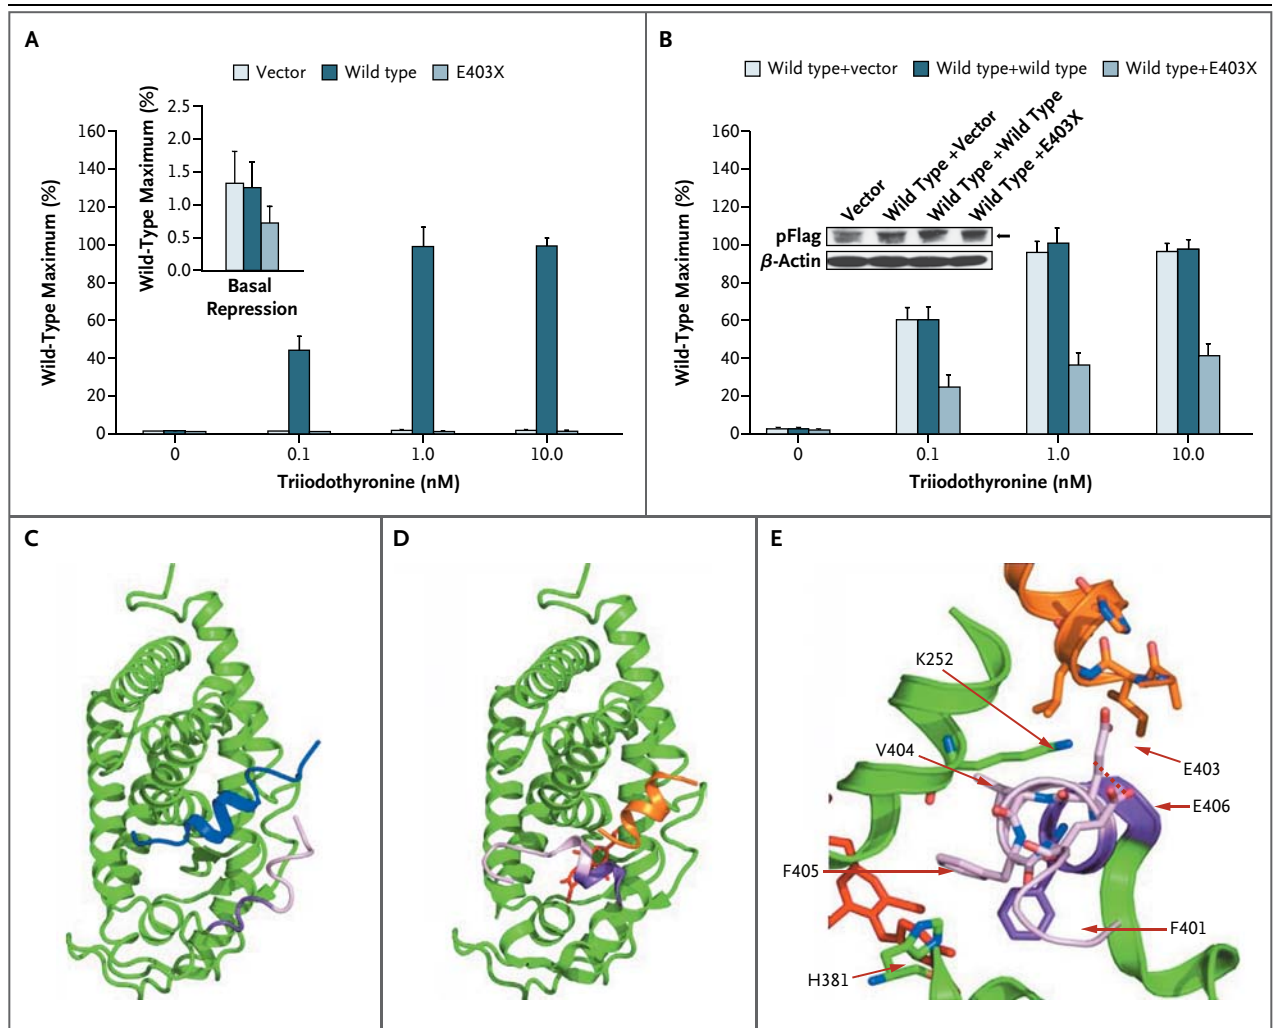 A
Vector Wild type E403X
Wild-Type Maximum (%)
160
140
120
100
80
60
40
20
0
Wild-Type Maximum (%)
2.5
2.0
1.5
1.0
0.5
0.0
Basal
Repression
0 0.1 1.0 10.0
Triiodothyronine (nM)
B
Wild type+vector Wild type+wild type Wild type+E403X
Wild-Type Maximum (%)
160
140
120
100
80
60
40
20
0
Vector
Wild Type +Vector
Wild Type +Wild Type
Wild Type +E403X
pFlag
β-Actin
0 0.1 1.0 10.0
Triiodothyronine (nM)
C
D
E
K252
V404
E403
E406
F405
F401
H381